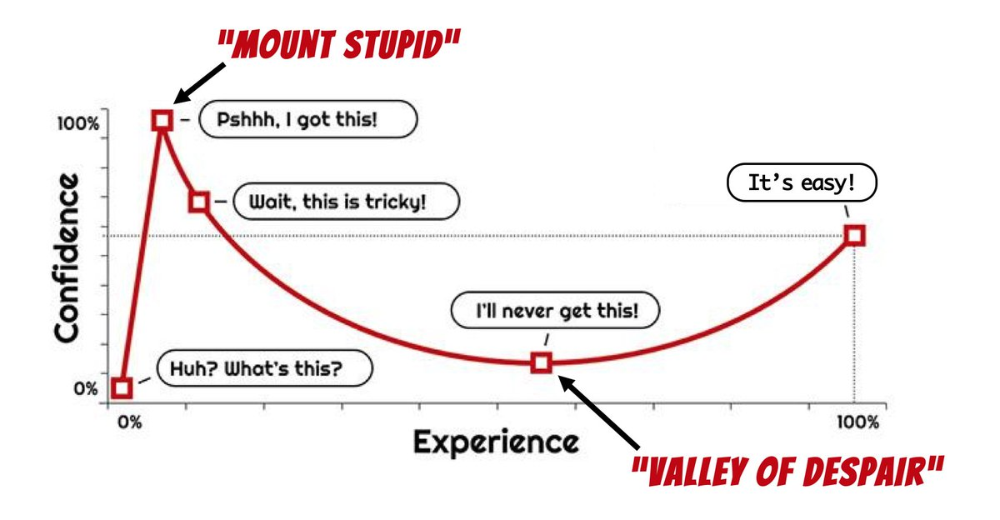 "MOUNT STUPID"
100%
Pshhh, I got this!
Wait, this is tricky!
It's easy!
Confidence
I'll never get this!
Huh? What's this?
0%
0%
100%
Experience
"VALLEY OF DESPAIR"